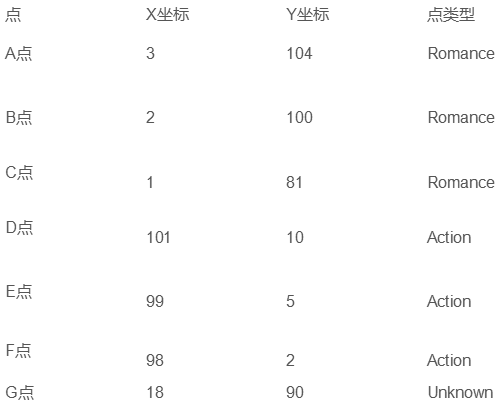 点 X坐标 Y坐标 点类型
A点 3 104 Romance
B点 2 100 Romance
C点 1 81 Romance
D点 101 10 Action
E点 99 5 Action
F点 98 2 Action
G点 18 90 Unknown